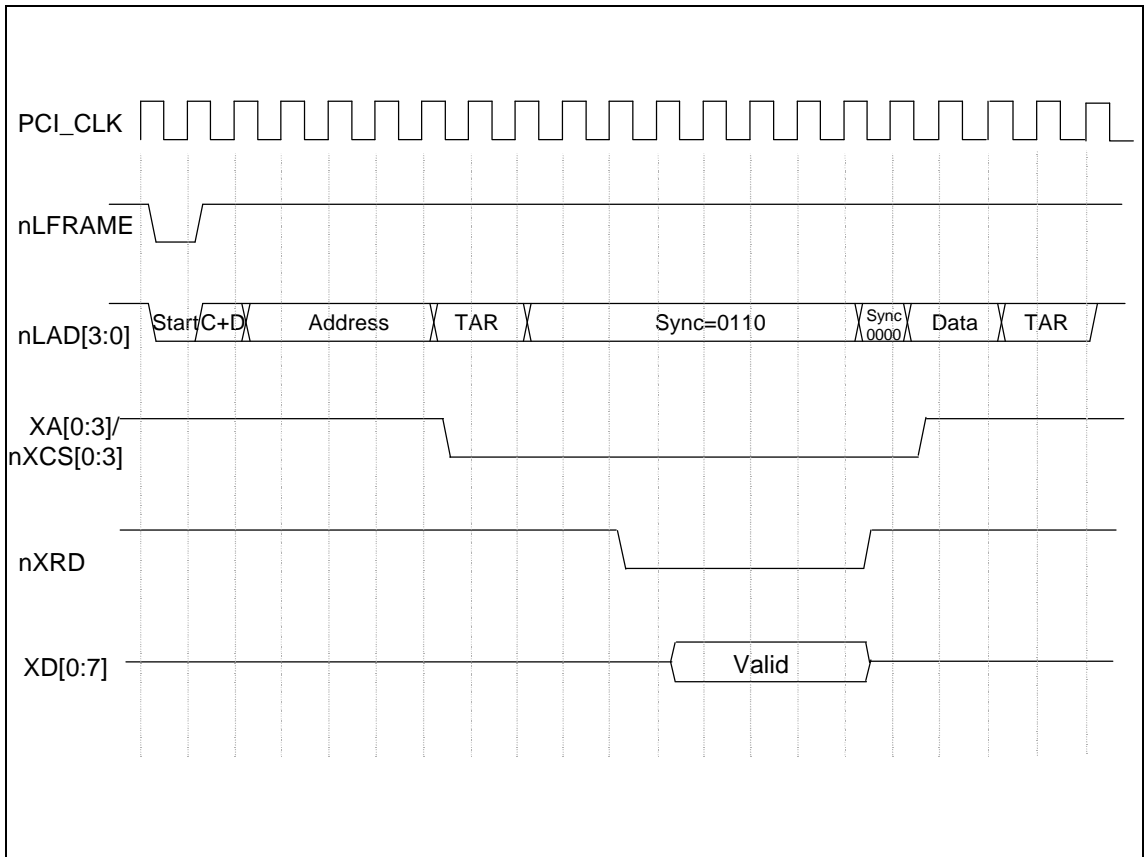 PCI_CLK
nLFRAME
nLAD[3:0]
Start C+D Address TAR Sync=0110 Sync Data TAR
0000
XA[0:3]/
nXCS[0:3]
nXRD
XD[0:7]
Valid